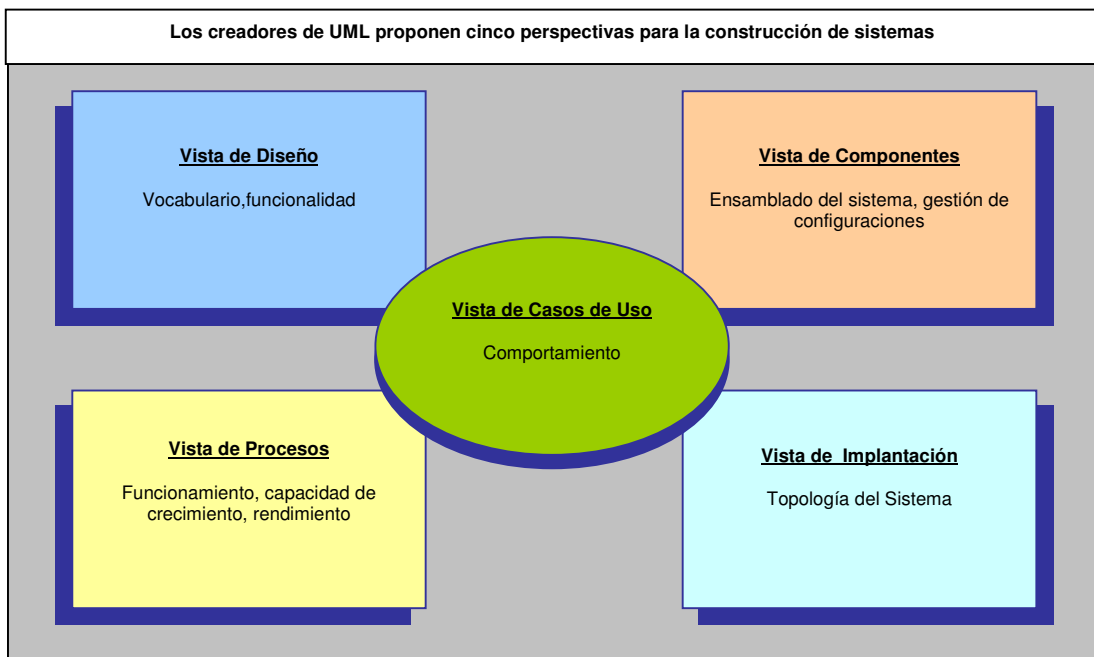 Los creadores de UML proponen cinco perspectivas para la construcción de sistemas
Vista de Diseño
Vocabulario,funcionalidad
Vista de Componentes
Ensamblado del sistema, gestión de
configuraciones
Vista de Casos de Uso
Comportamiento
Vista de Procesos
Funcionamiento, capacidad de
crecimiento, rendimiento
Vista de  Implantación
Topología del Sistema